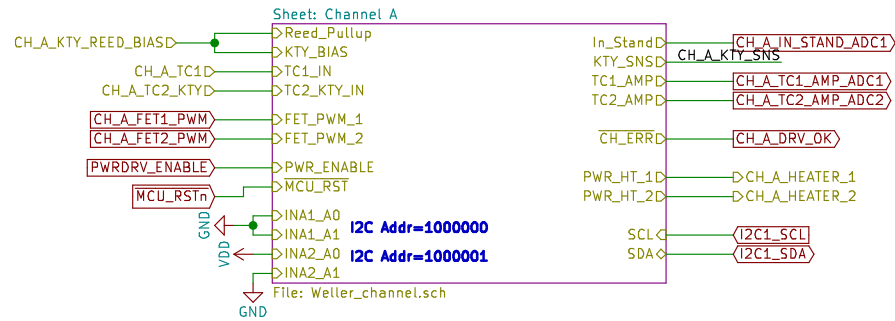 Sheet: Channel A
CH_A_KTY_REED_BIAS
Reed_Pullup
KTY_BIAS
CH_A_TC1
TC1_IN
CH_A_TC2_KTY
TC2_KTY_IN
CH_A_FET1_PWM
FET_PWM_1
CH_A_FET2_PWM
FET_PWM_2
PWRDRV_ENABLE
PWR_ENABLE
MCU_RSTn
MCU_RST
GND
INA1_A0
INA1_A1
I2C Addr=1000000
VDD
INA2_A0
I2C Addr=1000001
INA2_A1
GND
In_Stand
CH_A_IN_STAND_ADC1
KTY_SNS
CH_A_KTY_SNS
TC1_AMP
CH_A_TC1_AMP_ADC1
TC2_AMP
CH_A_TC2_AMP_ADC2
CH_ERR
CH_A_DRV_OK
PWR_HT_1
CH_A_HEATER_1
PWR_HT_2
CH_A_HEATER_2
SCL
I2C1_SCL
SDA
I2C1_SDA
File: Weller_channel.sch